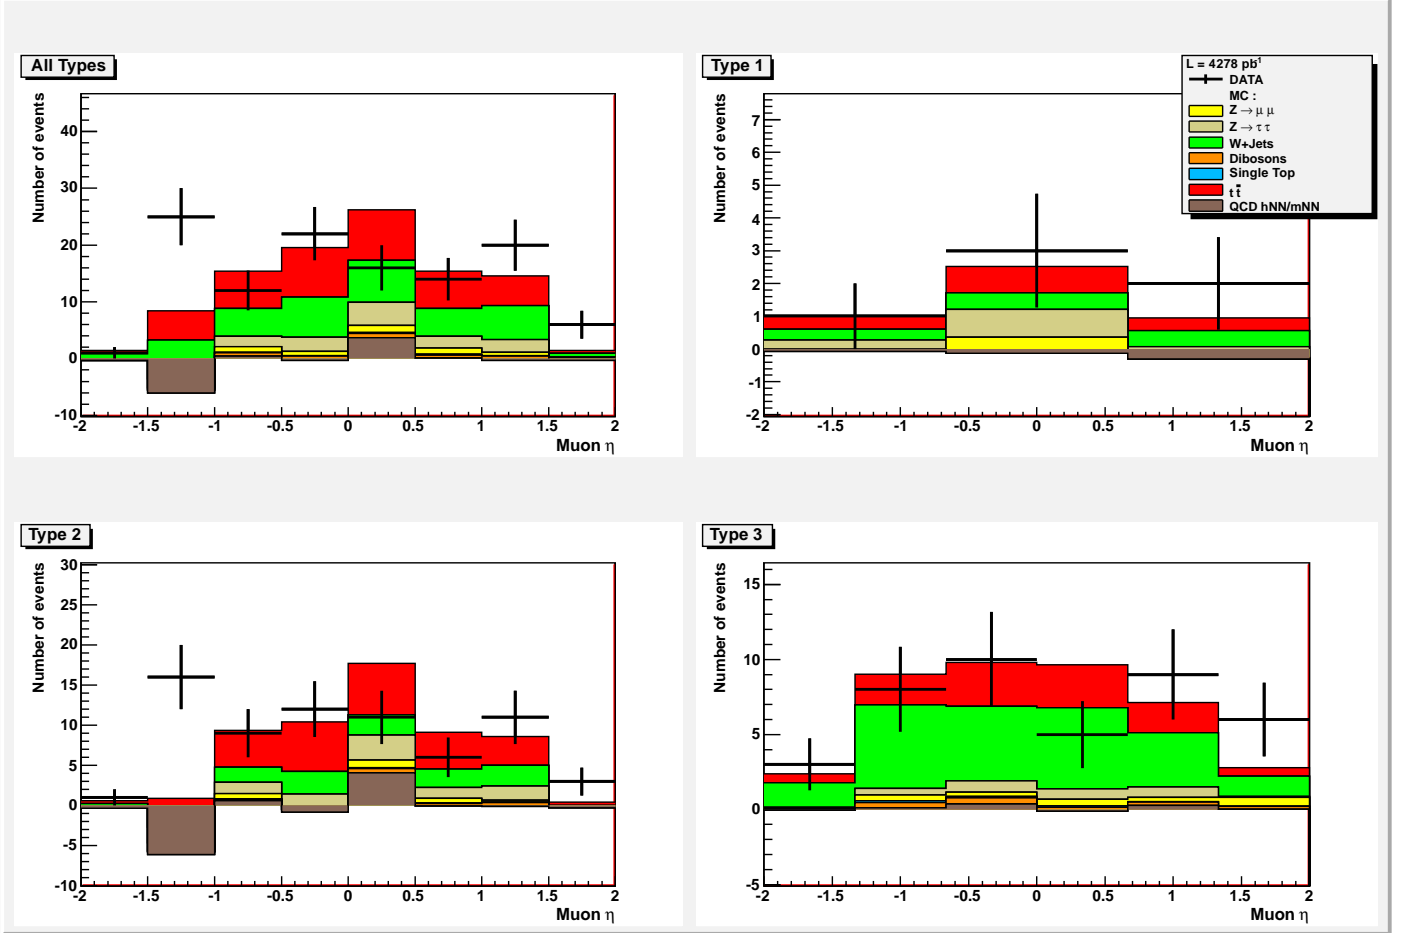 All Types
Number of events
40
30
20
10
0
-10
-2 -1.5 -1 -0.5 0 0.5 1 1.5 2
Muon η
Type 1
Number of events
7
6
5
4
3
2
1
0
-1
-2
-2 -1.5 -1 -0.5 0 0.5 1 1.5 2
Muon η
L = 4278 pb-1
DATA
MC :
Z → μ μ
Z → τ τ
W+Jets
Dibosons
Single Top
t t̄
QCD hNN/mNN
Type 2
Number of events
30
25
20
15
10
5
0
-5
-10
-2 -1.5 -1 -0.5 0 0.5 1 1.5 2
Muon η
Type 3
Number of events
15
10
5
0
-5
-2 -1.5 -1 -0.5 0 0.5 1 1.5 2
Muon η